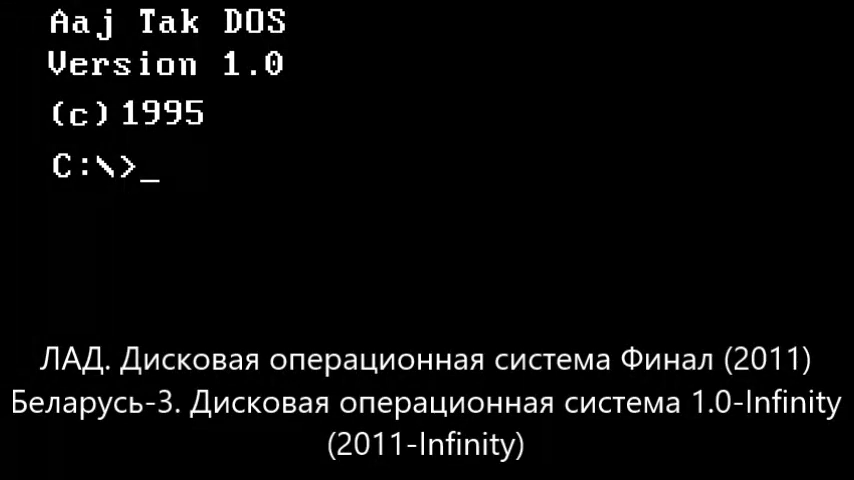 Aaj Tak DOS
Version 1.0
(c) 1995
C:\>_
ЛАД. Дисковая операционная система Финал (2011)
Беларусь-3. Дисковая операционная система 1.0-Infinity
(2011-Infinity)